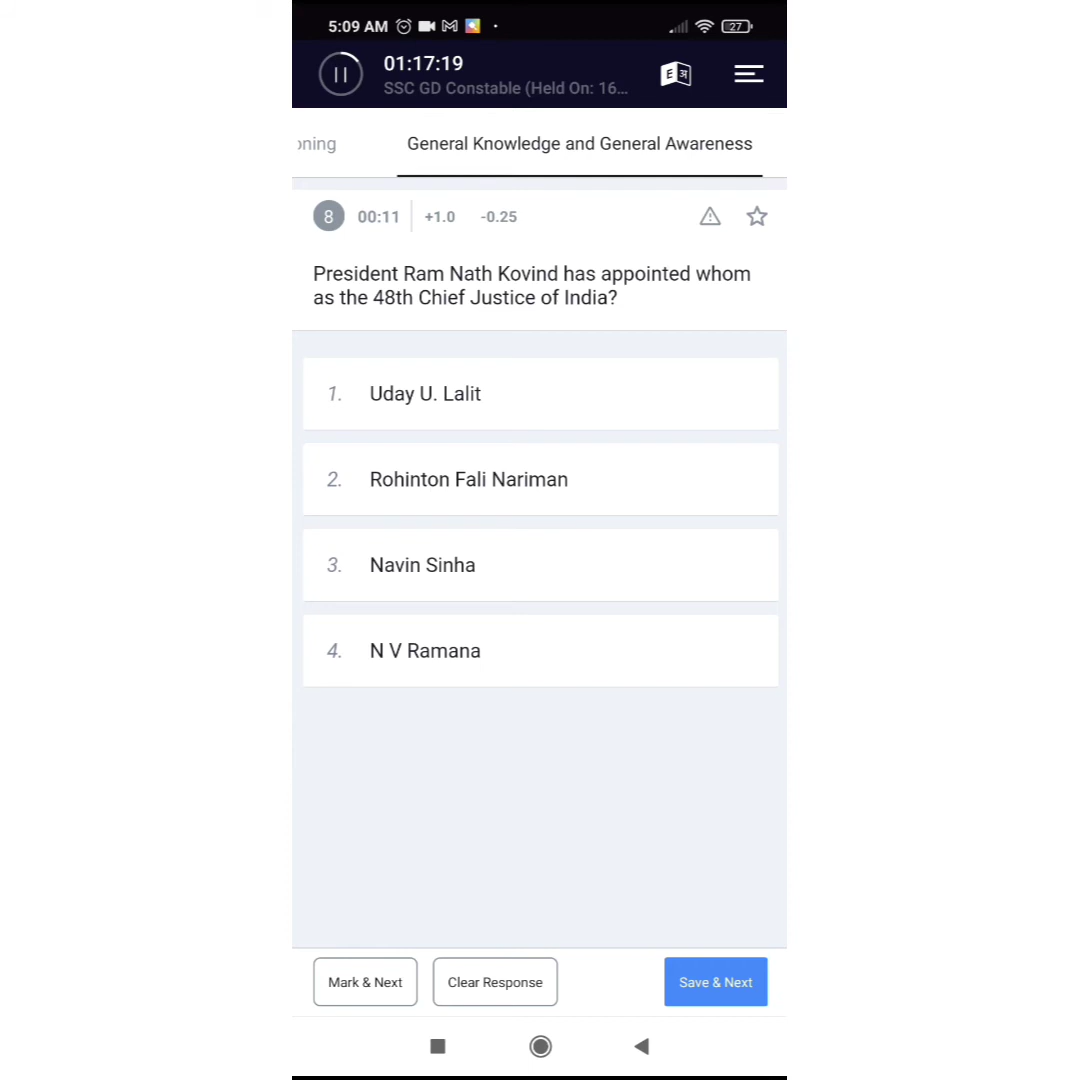 5:09 AM 27
01:17:19
SSC GD Constable (Held On: 16...
E अ
oning General Knowledge and General Awareness
8 00:11 +1.0 -0.25
President Ram Nath Kovind has appointed whom
as the 48th Chief Justice of India?
1. Uday U. Lalit
2. Rohinton Fali Nariman
3. Navin Sinha
4. N V Ramana
Mark & Next Clear Response Save & Next